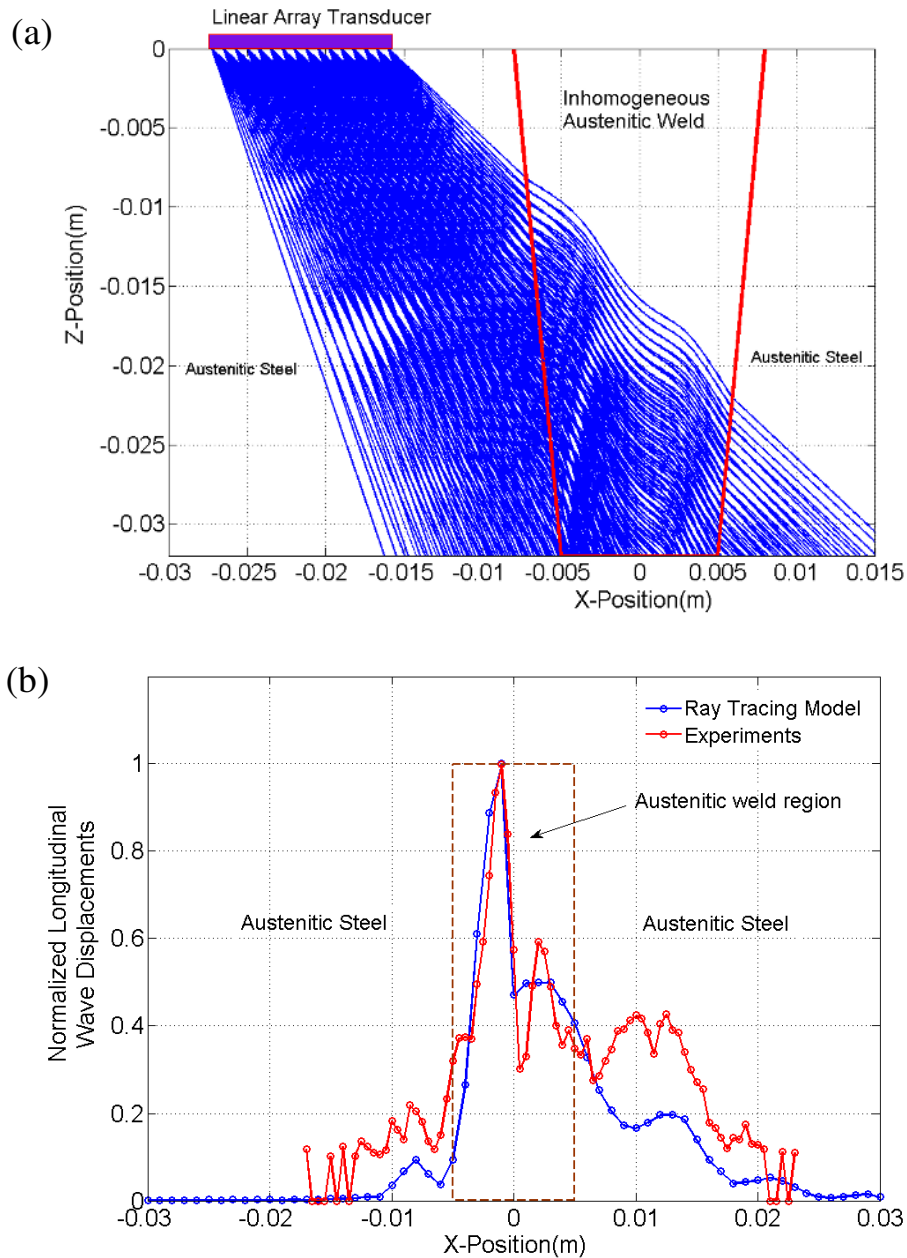 (a)
Linear Array Transducer
0
-0.005
-0.01
-0.015
-0.02
-0.025
-0.03
Z-Position(m)
Inhomogeneous
Austenitic Weld
Austenitic Steel
Austenitic Steel
-0.03 -0.025 -0.02 -0.015 -0.01 -0.005 0 0.005 0.01 0.015
X-Position(m)
(b)
Ray Tracing Model
Experiments
1
0.8
0.6
0.4
0.2
0
Normalized Longitudinal
Wave Displacements
Austenitic weld region
Austenitic Steel
Austenitic Steel
-0.03 -0.02 -0.01 0 0.01 0.02 0.03
X-Position(m)